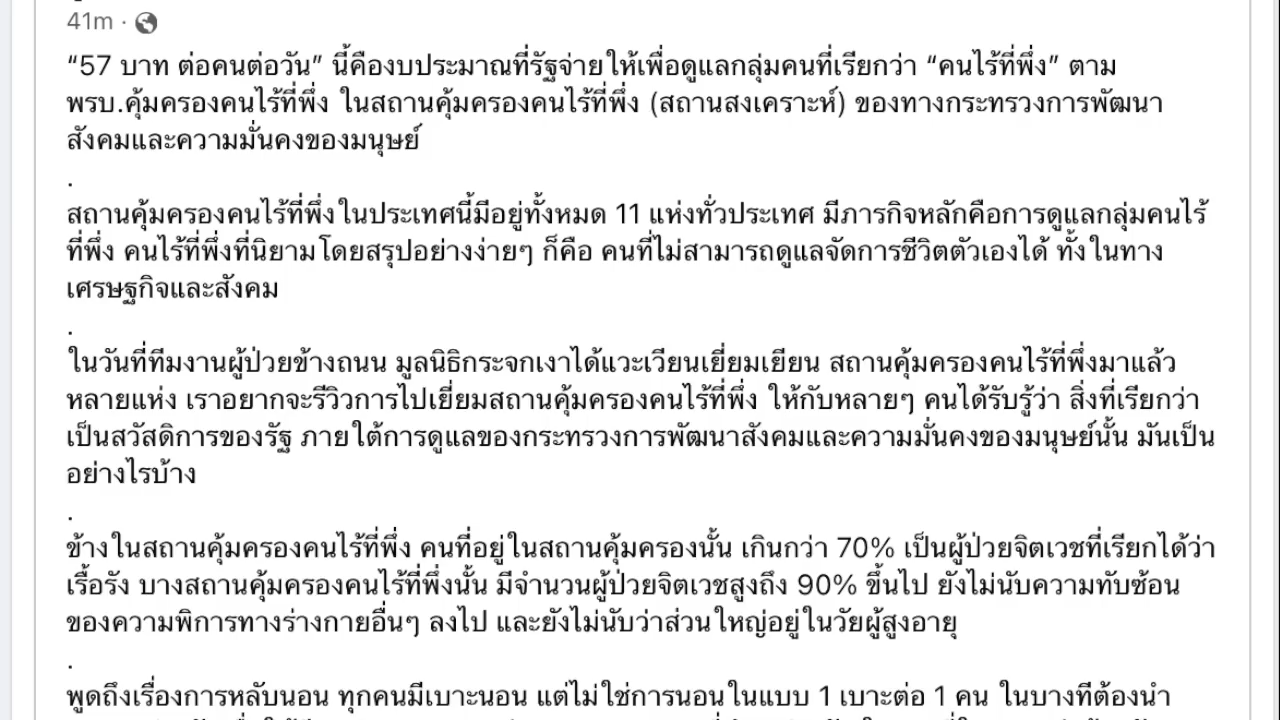 41m ·
“57 บาท ต่อคนต่อวัน” นี้คืองบประมาณที่รัฐจ่ายให้เพื่อดูแลกลุ่มคนที่เรียกว่า “คนไร้ที่พึ่ง” ตาม
พรบ.คุ้มครองคนไร้ที่พึ่ง ในสถานคุ้มครองคนไร้ที่พึ่ง (สถานสงเคราะห์) ของทางกระทรวงการพัฒนา
สังคมและความมั่นคงของมนุษย์
.
สถานคุ้มครองคนไร้ที่พึ่งในประเทศนี้มีอยู่ทั้งหมด 11 แห่งทั่วประเทศ มีภารกิจหลักคือการดูแลกลุ่มคนไร้
ที่พึ่ง คนไร้ที่พึ่งที่นิยามโดยสรุปอย่างง่ายๆ ก็คือ คนที่ไม่สามารถดูแลจัดการชีวิตตัวเองได้ ทั้งในทาง
เศรษฐกิจและสังคม
.
ในวันที่ทีมงานผู้ป่วยข้างถนน มูลนิธิกระจกเงาได้แวะเวียนเยี่ยมเยียน สถานคุ้มครองคนไร้ที่พึ่งมาแล้ว
หลายแห่ง เราอยากจะรีวิวการไปเยี่ยมสถานคุ้มครองคนไร้ที่พึ่ง ให้กับหลายๆ คนได้รับรู้ว่า สิ่งที่เรียกว่า
เป็นสวัสดิการของรัฐ ภายใต้การดูแลของกระทรวงการพัฒนาสังคมและความมั่นคงของมนุษย์นั้น มันเป็น
อย่างไรบ้าง
.
ข้างในสถานคุ้มครองคนไร้ที่พึ่ง คนที่อยู่ในสถานคุ้มครองนั้น เกินกว่า 70% เป็นผู้ป่วยจิตเวชที่เรียกได้ว่า
เรื้อรัง บางสถานคุ้มครองคนไร้ที่พึ่งนั้น มีจำนวนผู้ป่วยจิตเวชสูงถึง 90% ขึ้นไป ยังไม่นับความทับซ้อน
ของความพิการทางร่างกายอื่นๆ ลงไป และยังไม่นับว่าส่วนใหญ่อยู่ในวัยผู้สูงอายุ
.
พูดถึงเรื่องการหลับนอน ทุกคนมีเบาะนอน แต่ไม่ใช่การนอนในแบบ 1 เบาะต่อ 1 คน ในบางทีต้องนำ